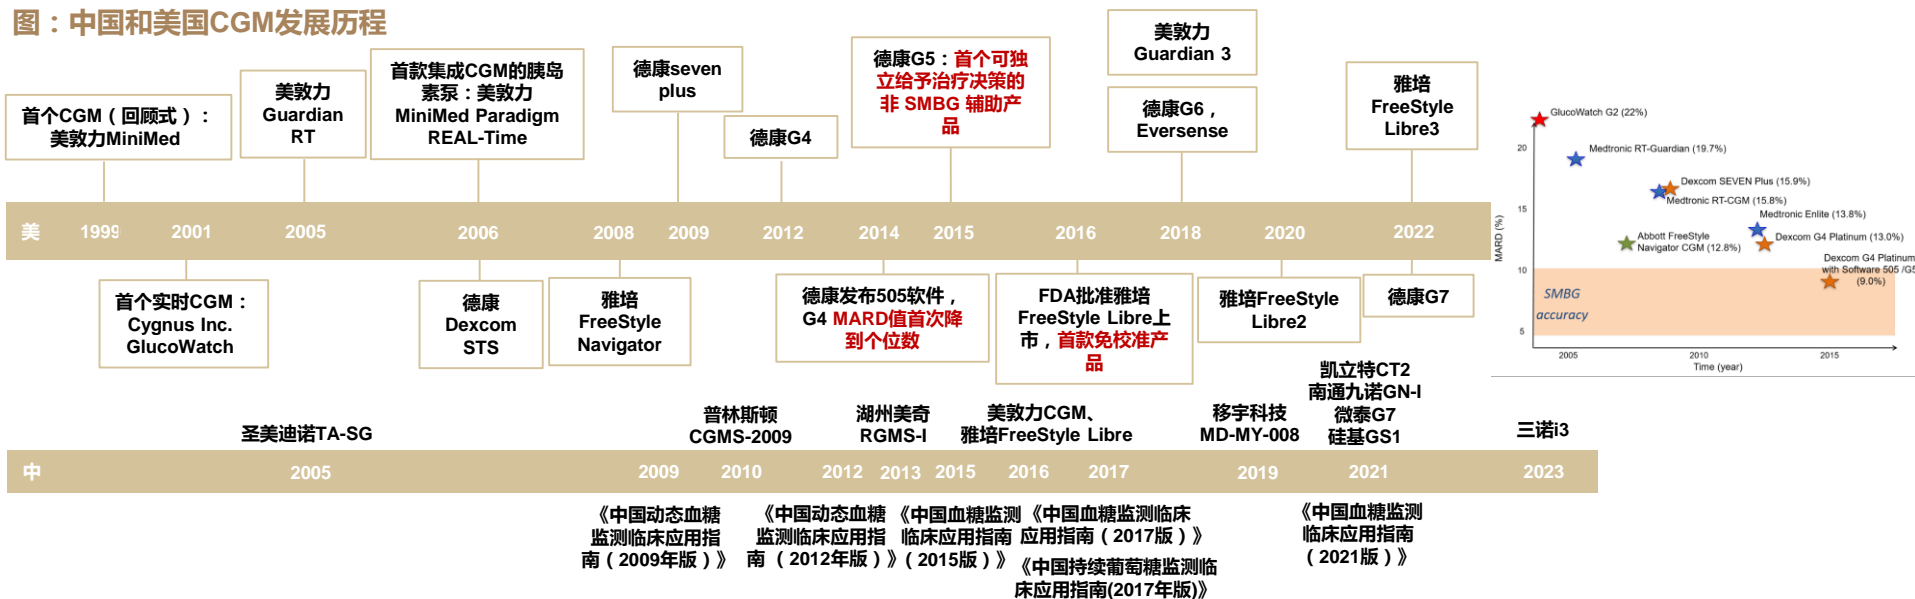 图：中国和美国CGM发展历程
首个CGM（回顾式）：
美敦力MiniMed
美敦力
Guardian
RT
首款集成CGM的胰岛
素泵：美敦力
MiniMed Paradigm
REAL-Time
德康seven
plus
德康G4
德康G5：首个可独
立给予治疗决策的
非 SMBG 辅助产
品
美敦力
Guardian 3
德康G6，
Eversense
雅培
FreeStyle
Libre3
美 1999 2001 2005 2006 2008 2009 2012 2014 2015 2016 2018 2020 2022
首个实时CGM：
Cygnus Inc.
GlucoWatch
德康
Dexcom
STS
雅培
FreeStyle
Navigator
德康发布505软件，
G4 MARD值首次降
到个位数
FDA批准雅培
FreeStyle Libre上
市，首款免校准产
品
雅培FreeStyle
Libre2
德康G7
GlucoWatch G2 (22%)
Medtronic RT-Guardian (19.7%)
Dexcom SEVEN Plus (15.9%)
Medtronic RT-CGM (15.8%)
Medtronic Enlite (13.8%)
Abbott FreeStyle
Navigator CGM (12.8%)
Dexcom G4 Platinum (13.0%)
Dexcom G4 Platinum
with Software 505 /G5
(9.0%)
SMBG
accuracy
MARD (%)
20
15
10
5
2005 2010 2015
Time (year)
圣美迪诺TA-SG
普林斯顿
CGMS-2009
湖州美奇
RGMS-I
美敦力CGM、
雅培FreeStyle Libre
移宇科技
MD-MY-008
凯立特CT2
南通九诺GN-I
微泰G7
硅基GS1
三诺i3
中 2005 2009 2010 2012 2013 2015 2016 2017 2019 2021 2023
《中国动态血糖
监测临床应用指
南（2009年版）》
《中国动态血糖
监测临床应用指
南（2012年版）》
《中国血糖监测
临床应用指南
（2015版）》
《中国血糖监测临床
应用指南（2017版）》
《中国持续葡萄糖监测临
床应用指南(2017年版)》
《中国血糖监测
临床应用指南
（2021版）》